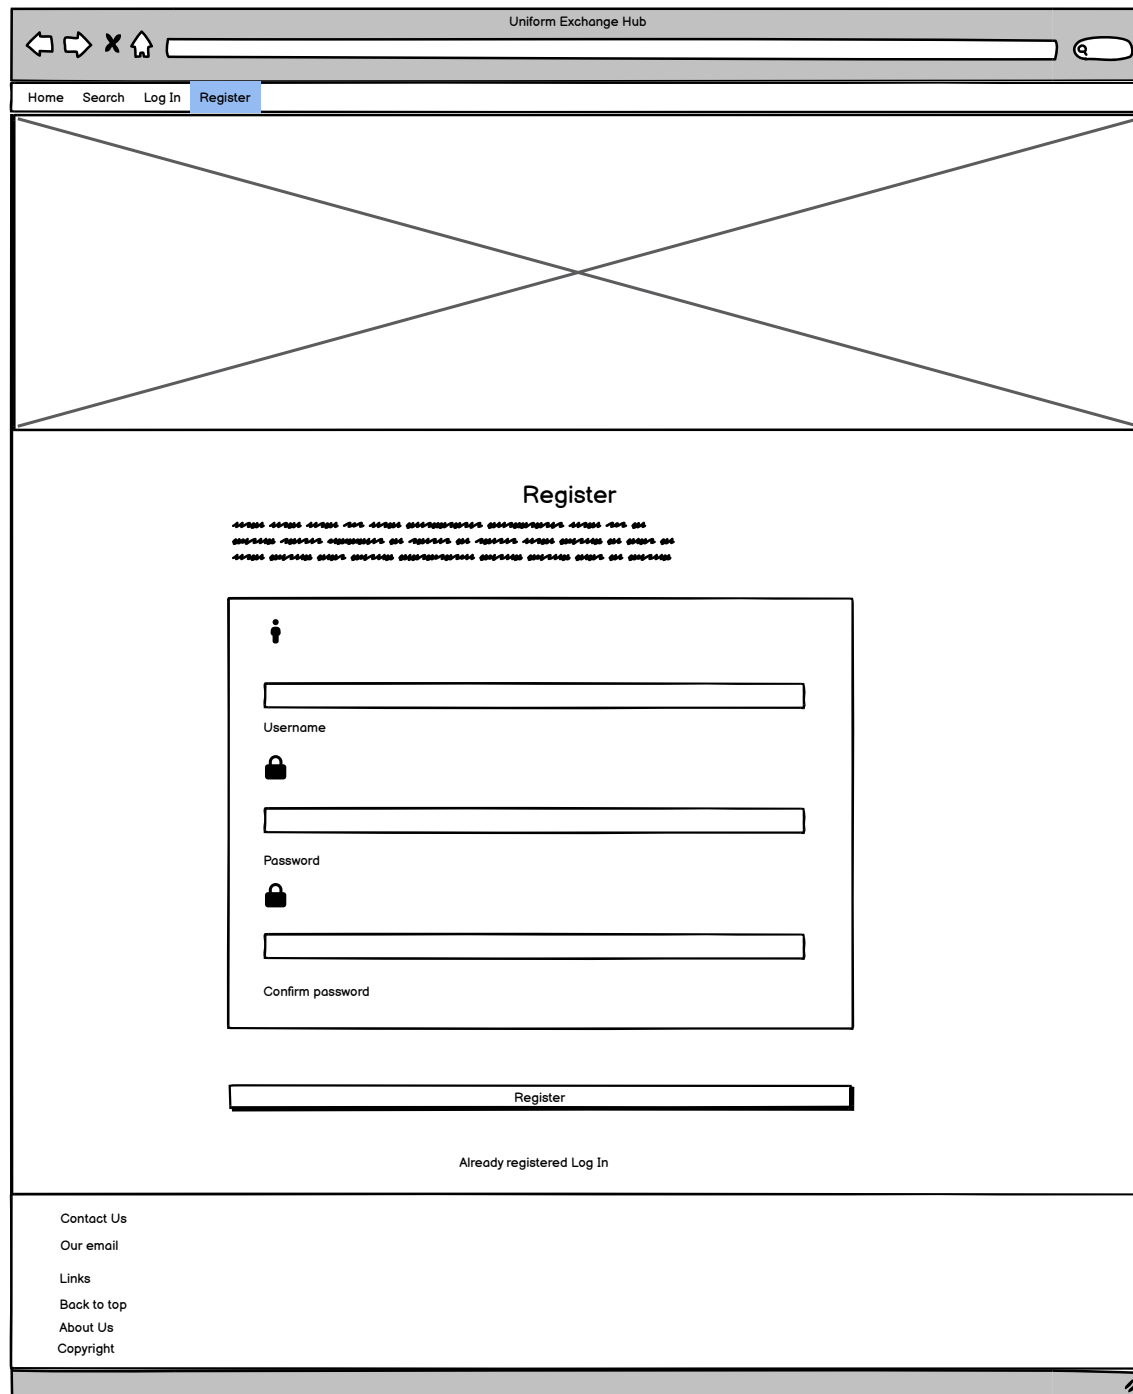 Uniform Exchange Hub
Home Search Log In Register
Register
Username
Password
Confirm password
Register
Already registered Log In
Contact Us
Our email
Links
Back to top
About Us
Copyright